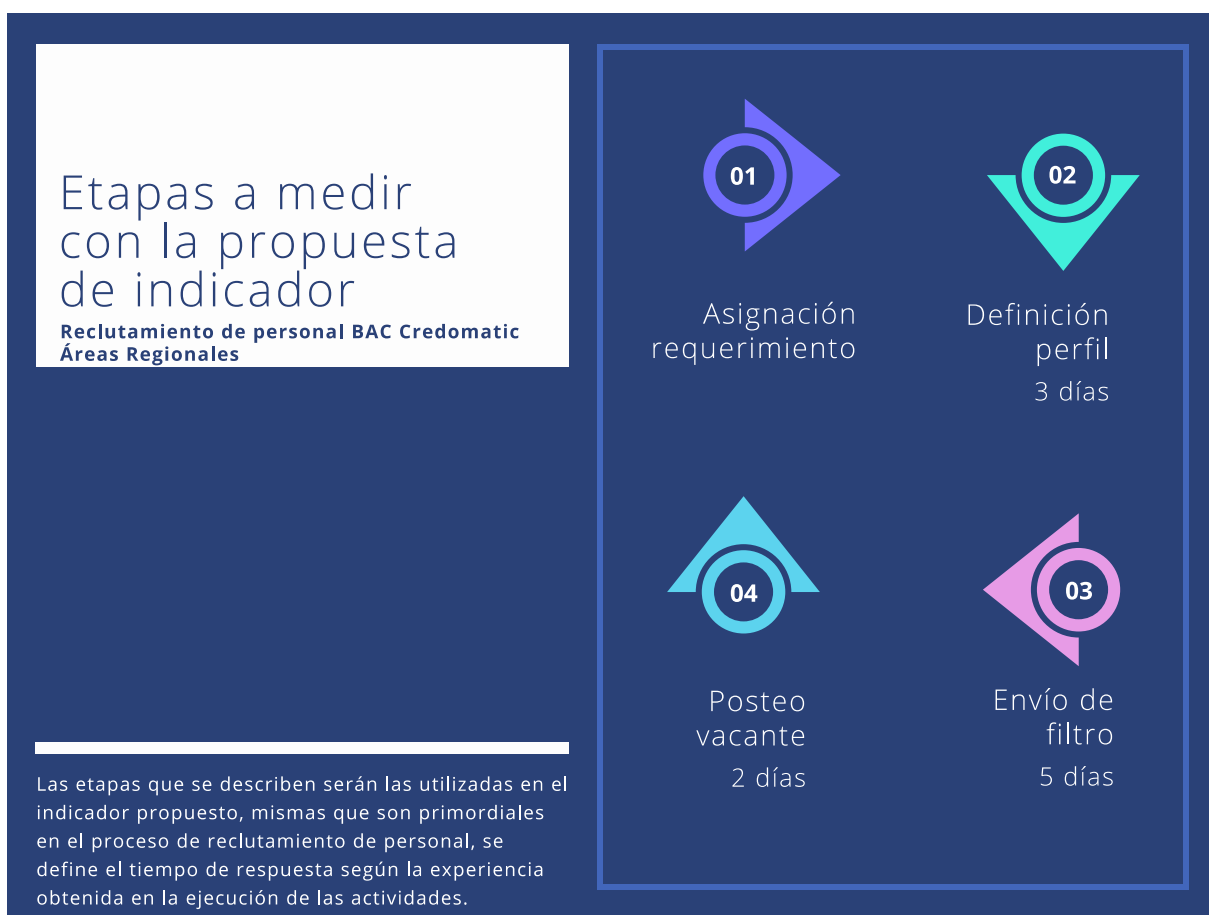 Etapas a medir
con la propuesta
de indicador
Reclutamiento de personal BAC Credomatic
Áreas Regionales
Las etapas que se describen serán las utilizadas en el
indicador propuesto, mismas que son primordiales
en el proceso de reclutamiento de personal, se
define el tiempo de respuesta según la experiencia
obtenida en la ejecución de las actividades.
01
Asignación
requerimiento
02
Definición
perfil
3 días
03
Envío de
filtro
5 días
04
Posteo
vacante
2 días